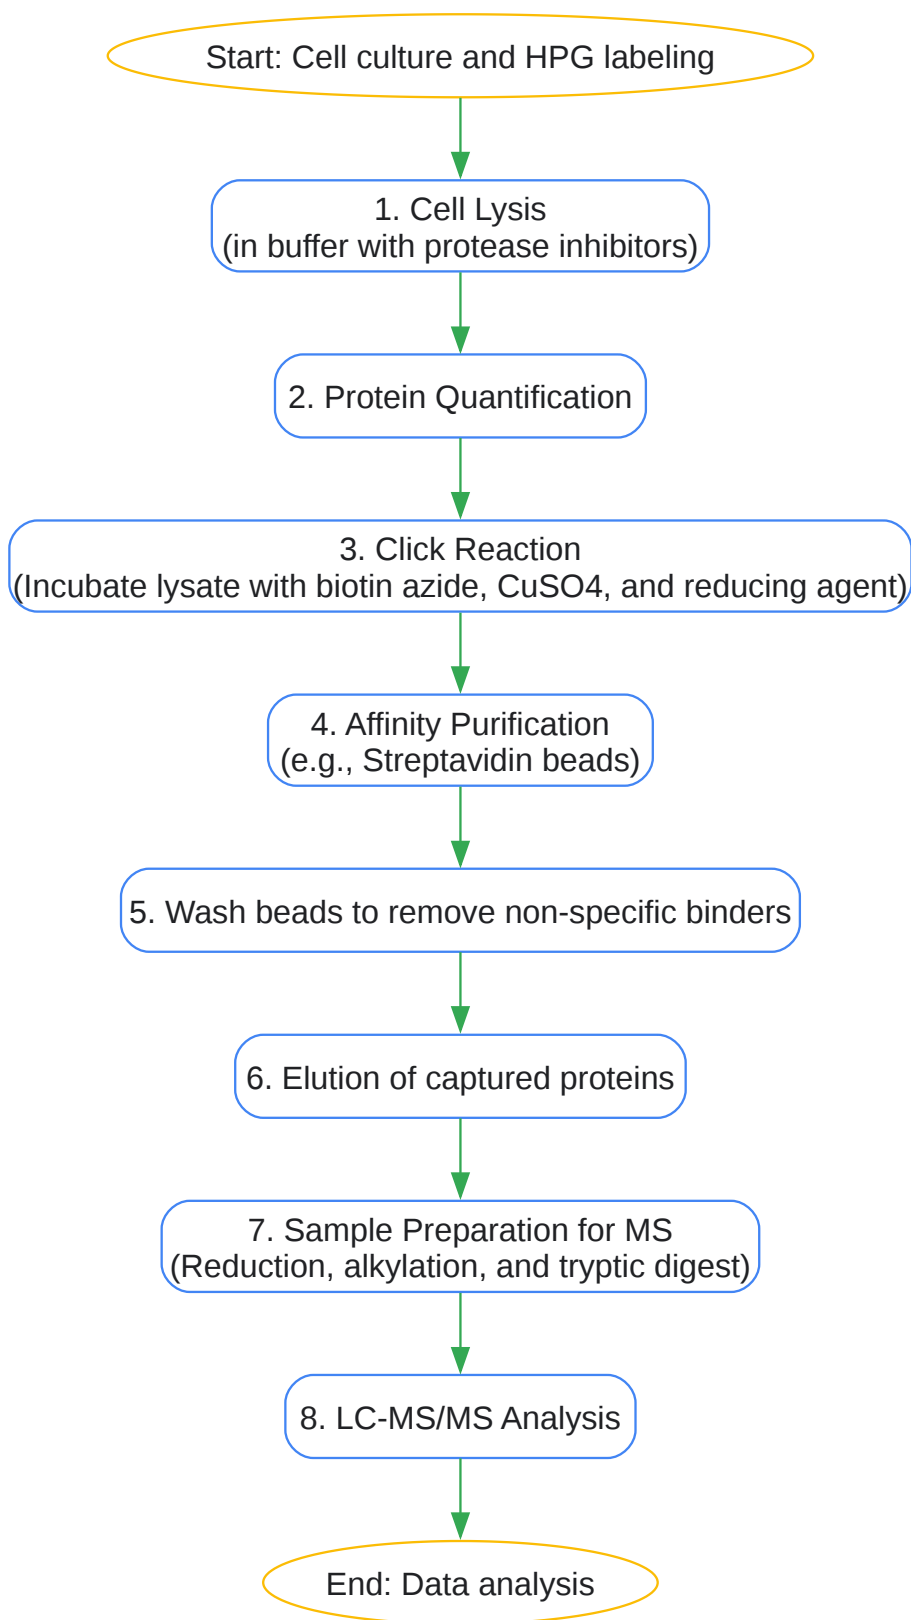 Start: Cell culture and HPG labeling
1. Cell Lysis
(in buffer with protease inhibitors)
2. Protein Quantification
3. Click Reaction
(Incubate lysate with biotin azide, CuSO4, and reducing agent)
4. Affinity Purification
(e.g., Streptavidin beads)
5. Wash beads to remove non-specific binders
6. Elution of captured proteins
7. Sample Preparation for MS
(Reduction, alkylation, and tryptic digest)
8. LC-MS/MS Analysis
End: Data analysis